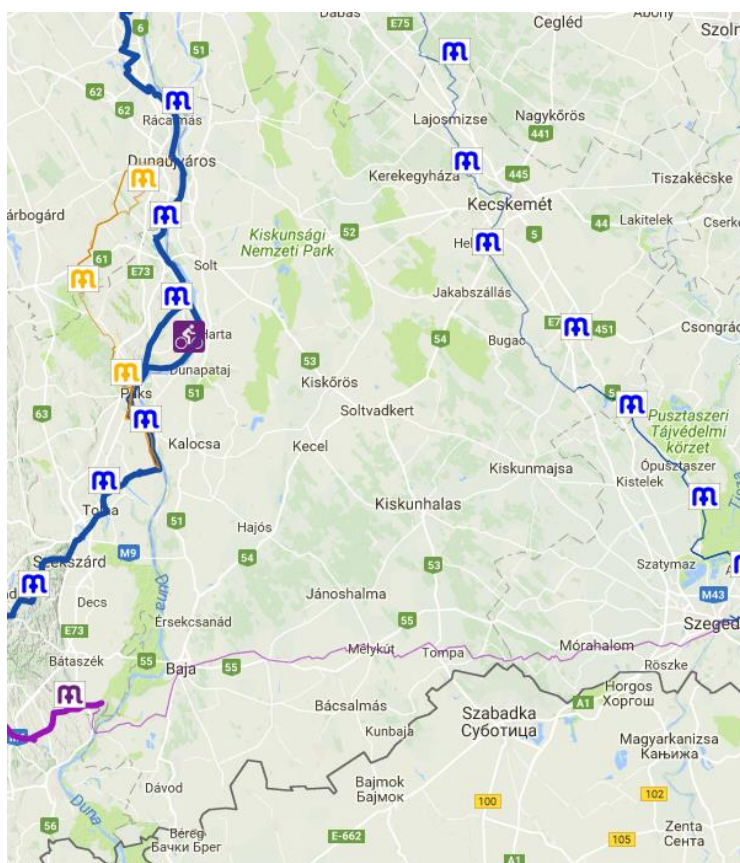 6
51
Dabas
E75
Cegléd
Abony
Szoln
62
62
Rácalmás
Lajosmizse
Nagykőrös
441
Dunaújváros
Kerekegyháza
445
Tiszakécske
árbogárd
Kecskemét
44
Lakitelek
Cserke
52
5
Kiskunsági
Nemzeti Park
Hel
61
E73
Solt
Jakabszállás
Harta
E7
451
Csongrád
54
Bugac
Dunapataj
53
51
Kiskőrös
5
Paks
63
Soltvadkert
Pusztaszeri
Tájvédelmi
körzet
Kalocsa
Kecel
Kiskunmajsa
Ópusztaszer
Kistelek
Tisza
Tolna
51
Hajós
Kiskunhalas
M9
Szekszárd
54
53
Szatymaz
Duna
Decs
Jánoshalma
M43
Érsekcsanád
55
Szeged
E73
Bátaszék
55
Baja
55
Mélykút
Tompa
Mórahalom
Röszke
Bácsalmás
A1
Horgos
Хоргош
Kunbaja
Szabadka
Суботица
Magyarkanizsa
Кањижа
Dávod
Bajmok
Бајмок
100
102
Duna
56
Bereg
Бачки Брег
E-662
105
Zenta
Сента
A1